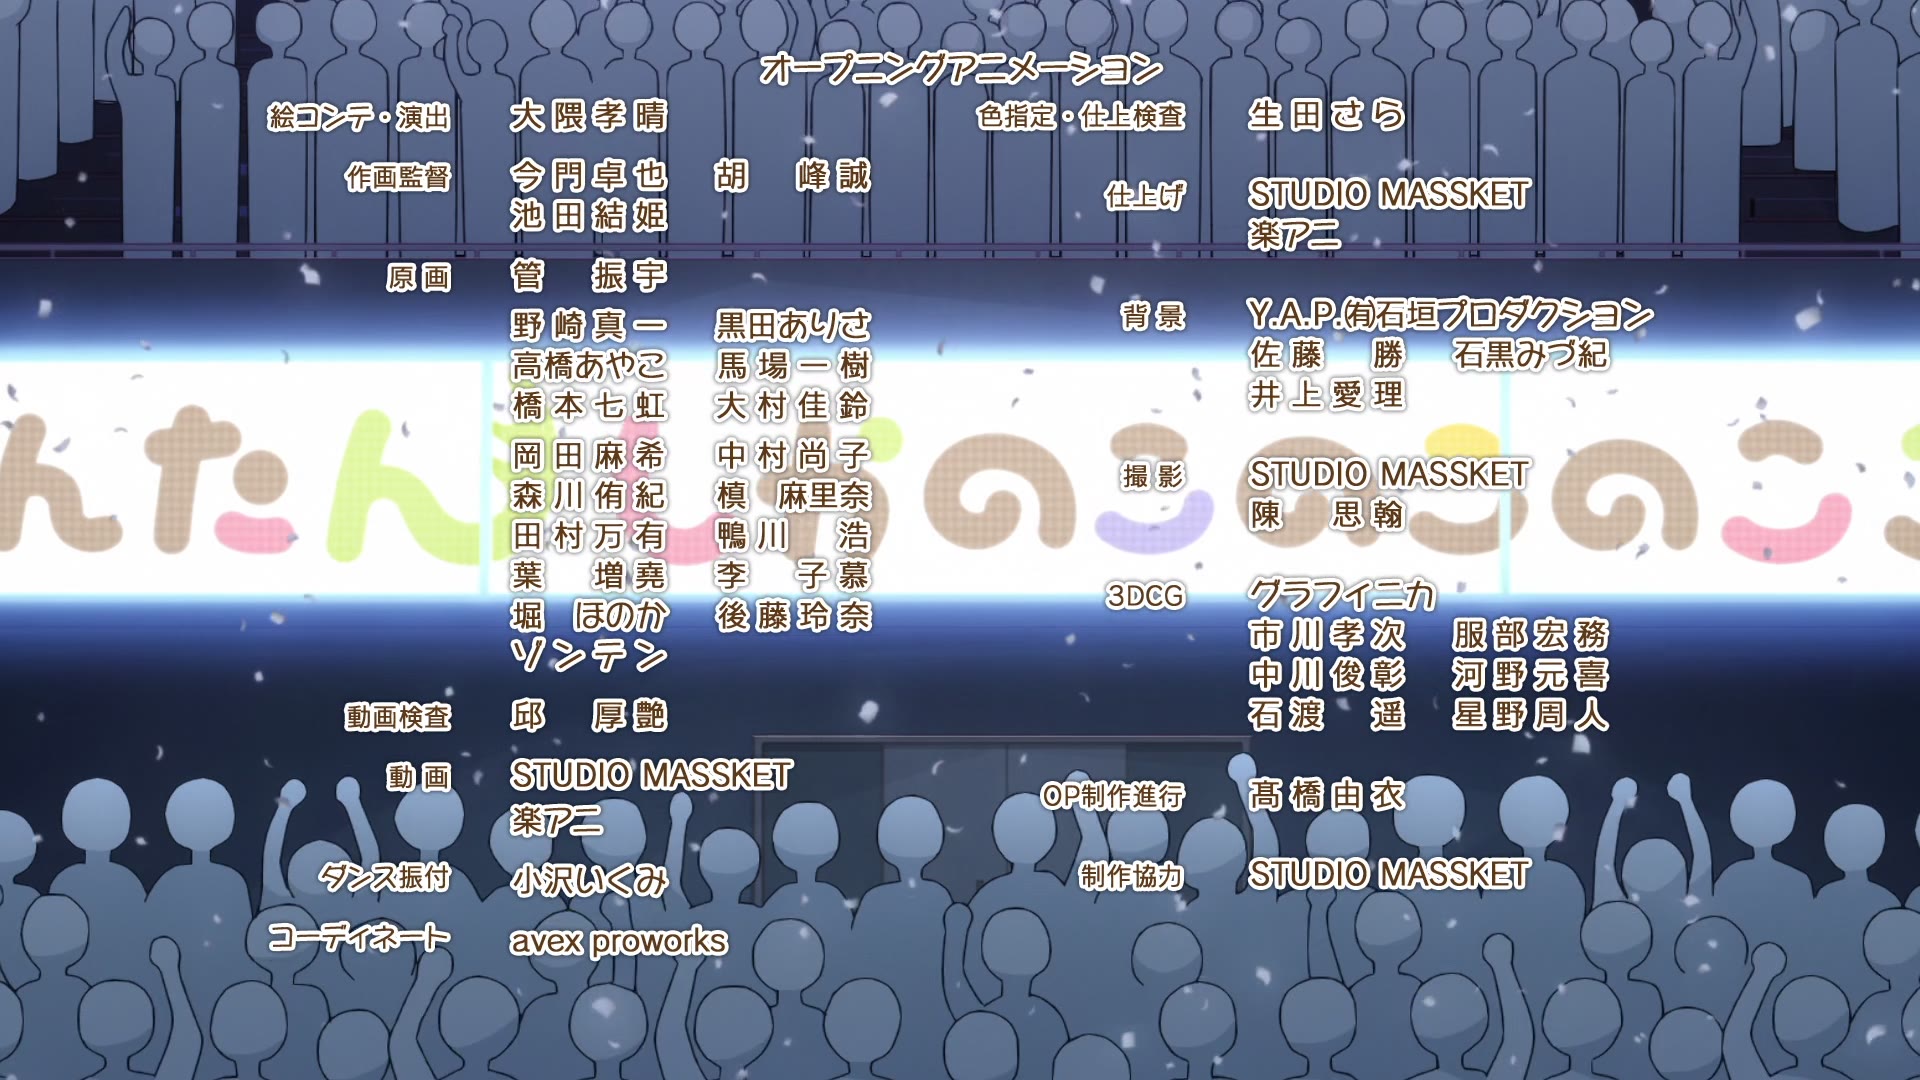 オープニングアニメーション
絵コンテ・演出 大隈孝晴
作画監督 今門卓也 胡 峰誠
池田結姫
原画 管 振宇
野崎真一 黒田ありさ
高橋あやこ 馬場一樹
橋本七虹 大村佳鈴
岡田麻希 中村尚子
森川侑紀 槙 麻里奈
田村万有 鴨川 浩
葉 増堯 李 子慕
堀 ほのか 後藤玲奈
ゾンテン
動画検査 邱 厚艶
動画 STUDIO MASSKET
楽アニ
ダンス振付 小沢いくみ
コーディネート avex proworks
色指定・仕上検査 生田さら
仕上げ STUDIO MASSKET
楽アニ
背景 Y.A.P.㈲石垣プロダクション
佐藤 勝 石黒みづ紀
井上愛理
撮影 STUDIO MASSKET
陳 思翰
3DCG グラフィニカ
市川孝次 服部宏務
中川俊彰 河野元喜
石渡 遥 星野周人
OP制作進行 髙橋由衣
制作協力 STUDIO MASSKET
んたん しかのこのこのこ